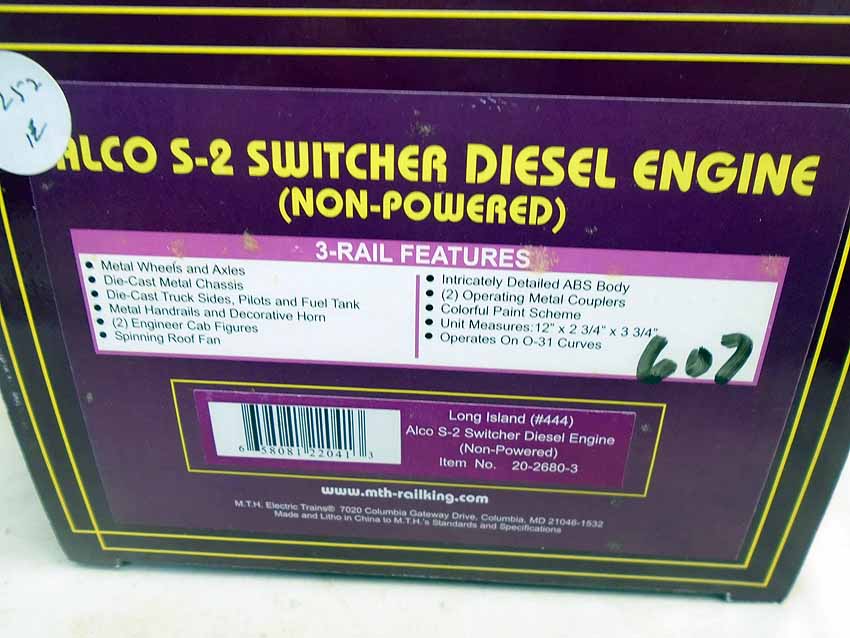 252
ALCO S-2 SWITCHER DIESEL ENGINE
(NON-POWERED)
3-RAIL FEATURES
• Metal Wheels and Axles
• Die-Cast Metal Chassis
• Die-Cast Truck Sides, Pilots and Fuel Tank
• Metal Handrails and Decorative Horn
• (2) Engineer Cab Figures
• Spinning Roof Fan
• Intricately Detailed ABS Body
• (2) Operating Metal Couplers
• Colorful Paint Scheme
• Unit Measures: 12" x 2 3/4" x 3 3/4"
• Operates On O-31 Curves
607
6 58081 22041 3
Long Island (#444)
Alco S-2 Switcher Diesel Engine
(Non-Powered)
Item No. 20-2680-3
www.mth-railking.com
M.T.H. Electric Trains® 7020 Columbia Gateway Drive, Columbia, MD 21046-1532
Made and Litho in China to M.T.H.'s Standards and Specifications